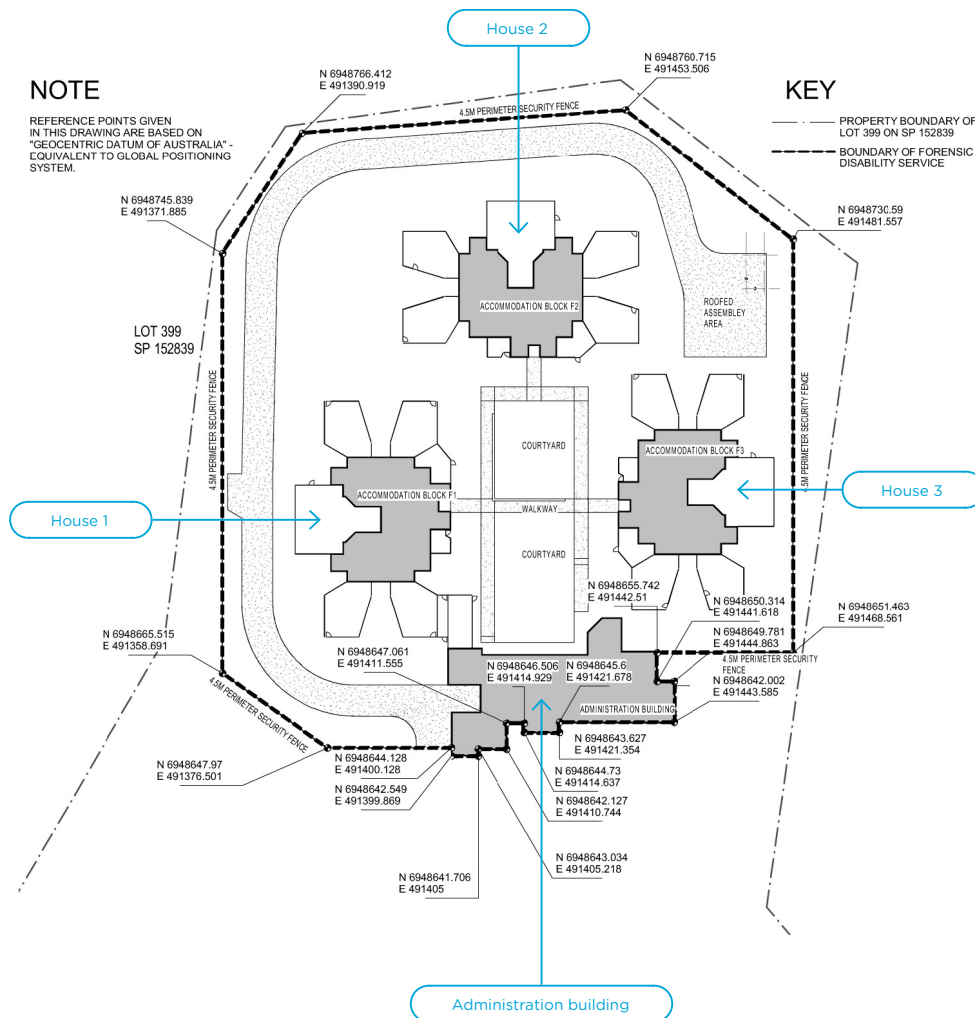 House 2
N 6948766.412
E 491390.919
N 6948760.715
E 491453.506
NOTE
REFERENCE POINTS GIVEN
IN THIS DRAWING ARE BASED ON
"GEOCENTRIC DATUM OF AUSTRALIA" -
EQUIVALENT TO GLOBAL POSITIONING
SYSTEM.
KEY
PROPERTY BOUNDARY OF
LOT 399 ON SP 152839
BOUNDARY OF FORENSIC
DISABILITY SERVICE
4.5M PERIMETER SECURITY FENCE
N 6948745.839
E 491371.885
N 6948730.59
E 491481.557
ACCOMMODATION BLOCK F2
ROOFED
ASSEMBLEY
AREA
LOT 399
SP 152839
4.5M PERIMETER SECURITY FENCE
4.5M PERIMETER SECURITY FENCE
COURTYARD
ACCOMMODATION BLOCK F3
ACCOMMODATION BLOCK F1
House 1
WALKWAY
House 3
COURTYARD
N 6948655.742
E 491442.51
N 6948650.314
E 491441.618
N 6948651.463
E 491468.561
N 6948665.515
E 491358.691
N 6948647.061
E 491411.555
N 6948646.506
E 491414.929
N 6948645.6
E 491421.678
N 6948649.781
E 491444.863
4.5M PERIMETER SECURITY
FENCE
N 6948642.002
E 491443.585
4.5M PERIMETER SECURITY FENCE
ADMINISTRATION BUILDING
N 6948647.97
E 491376.501
N 6948644.128
E 491400.128
N 6948642.549
E 491399.869
N 6948643.627
E 491421.354
N 6948644.73
E 491414.637
N 6948642.127
E 491410.744
N 6948643.034
E 491405.218
N 6948641.706
E 491405
Administration building